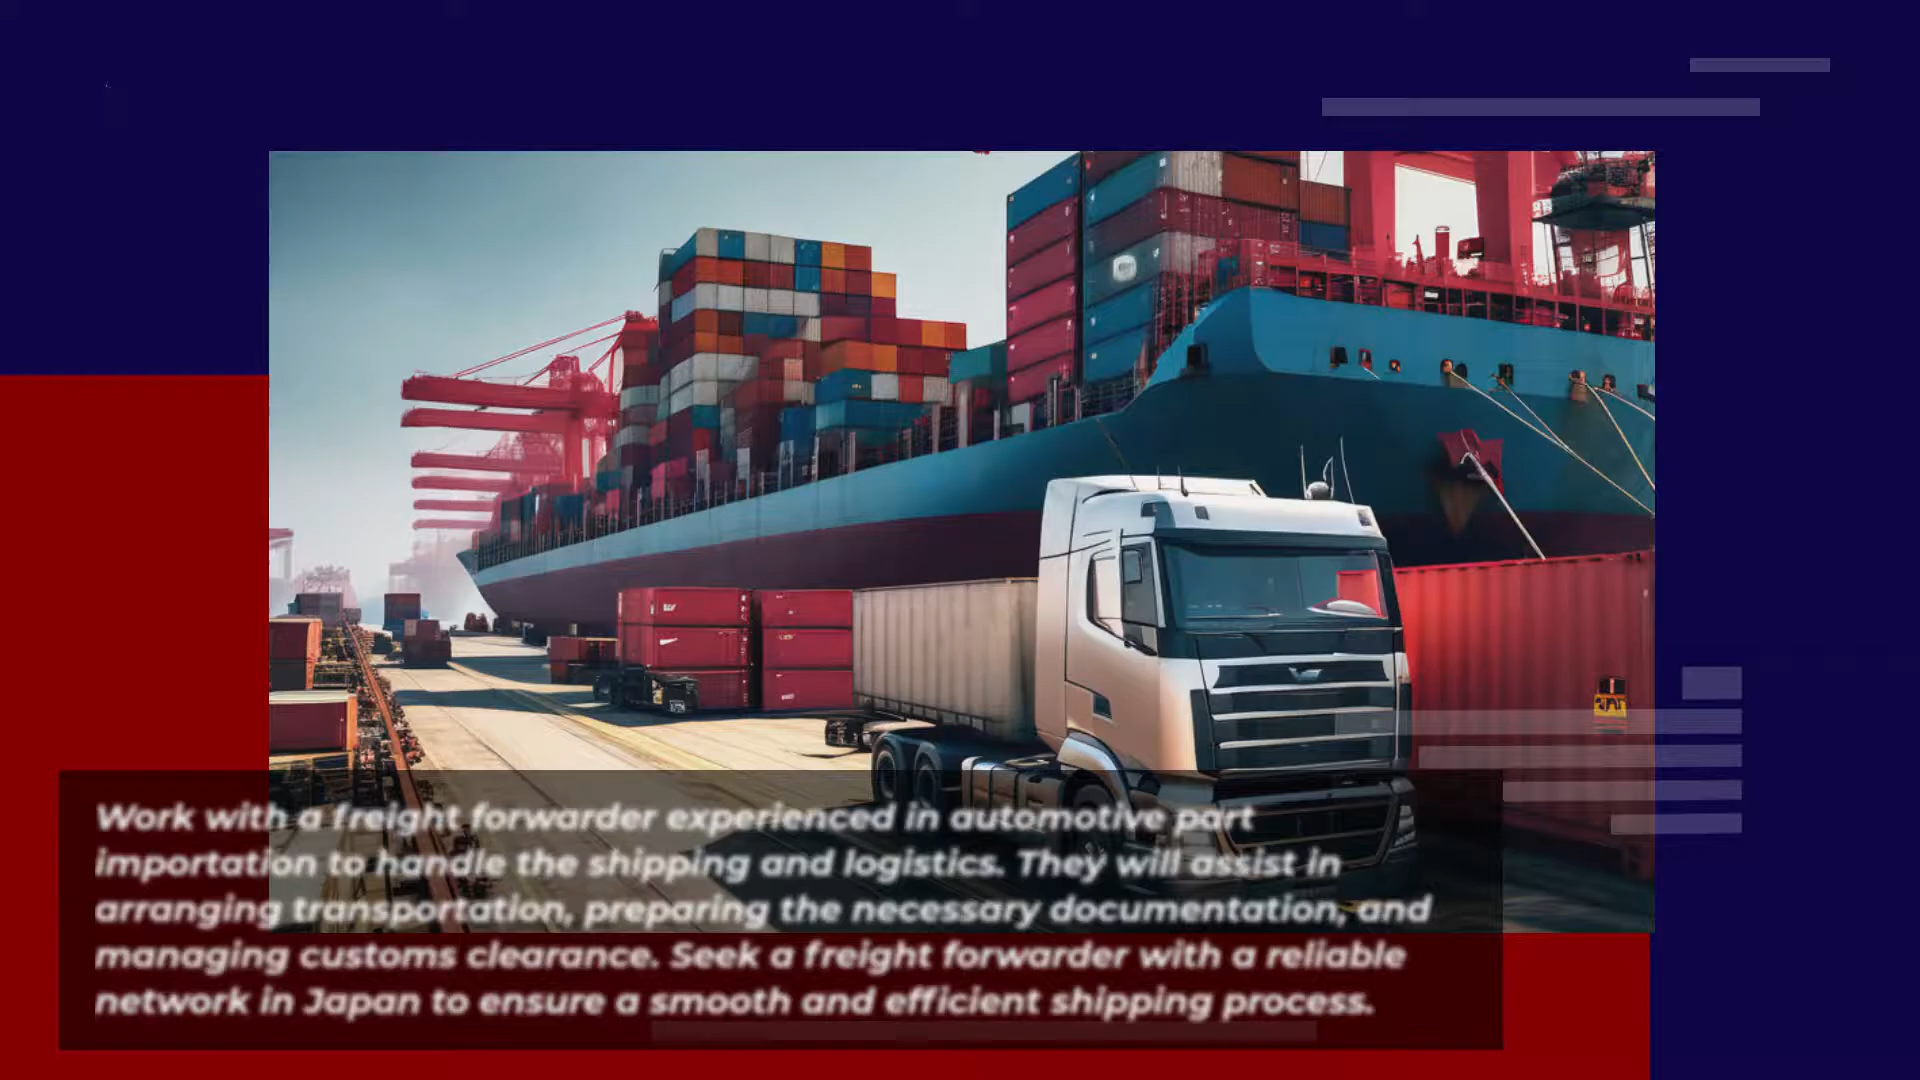 Work with a freight forwarder experienced in automotive part
importation to handle the shipping and logistics. They will assist in
arranging transportation, preparing the necessary documentation, and
managing customs clearance. Seek a freight forwarder with a reliable
network in Japan to ensure a smooth and efficient shipping process.